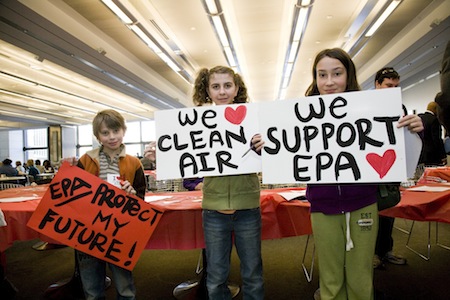 EPA PROTECT
MY
FUTURE!
WE ❤
CLEAN
AIR
WE
SUPPORT
EPA ❤